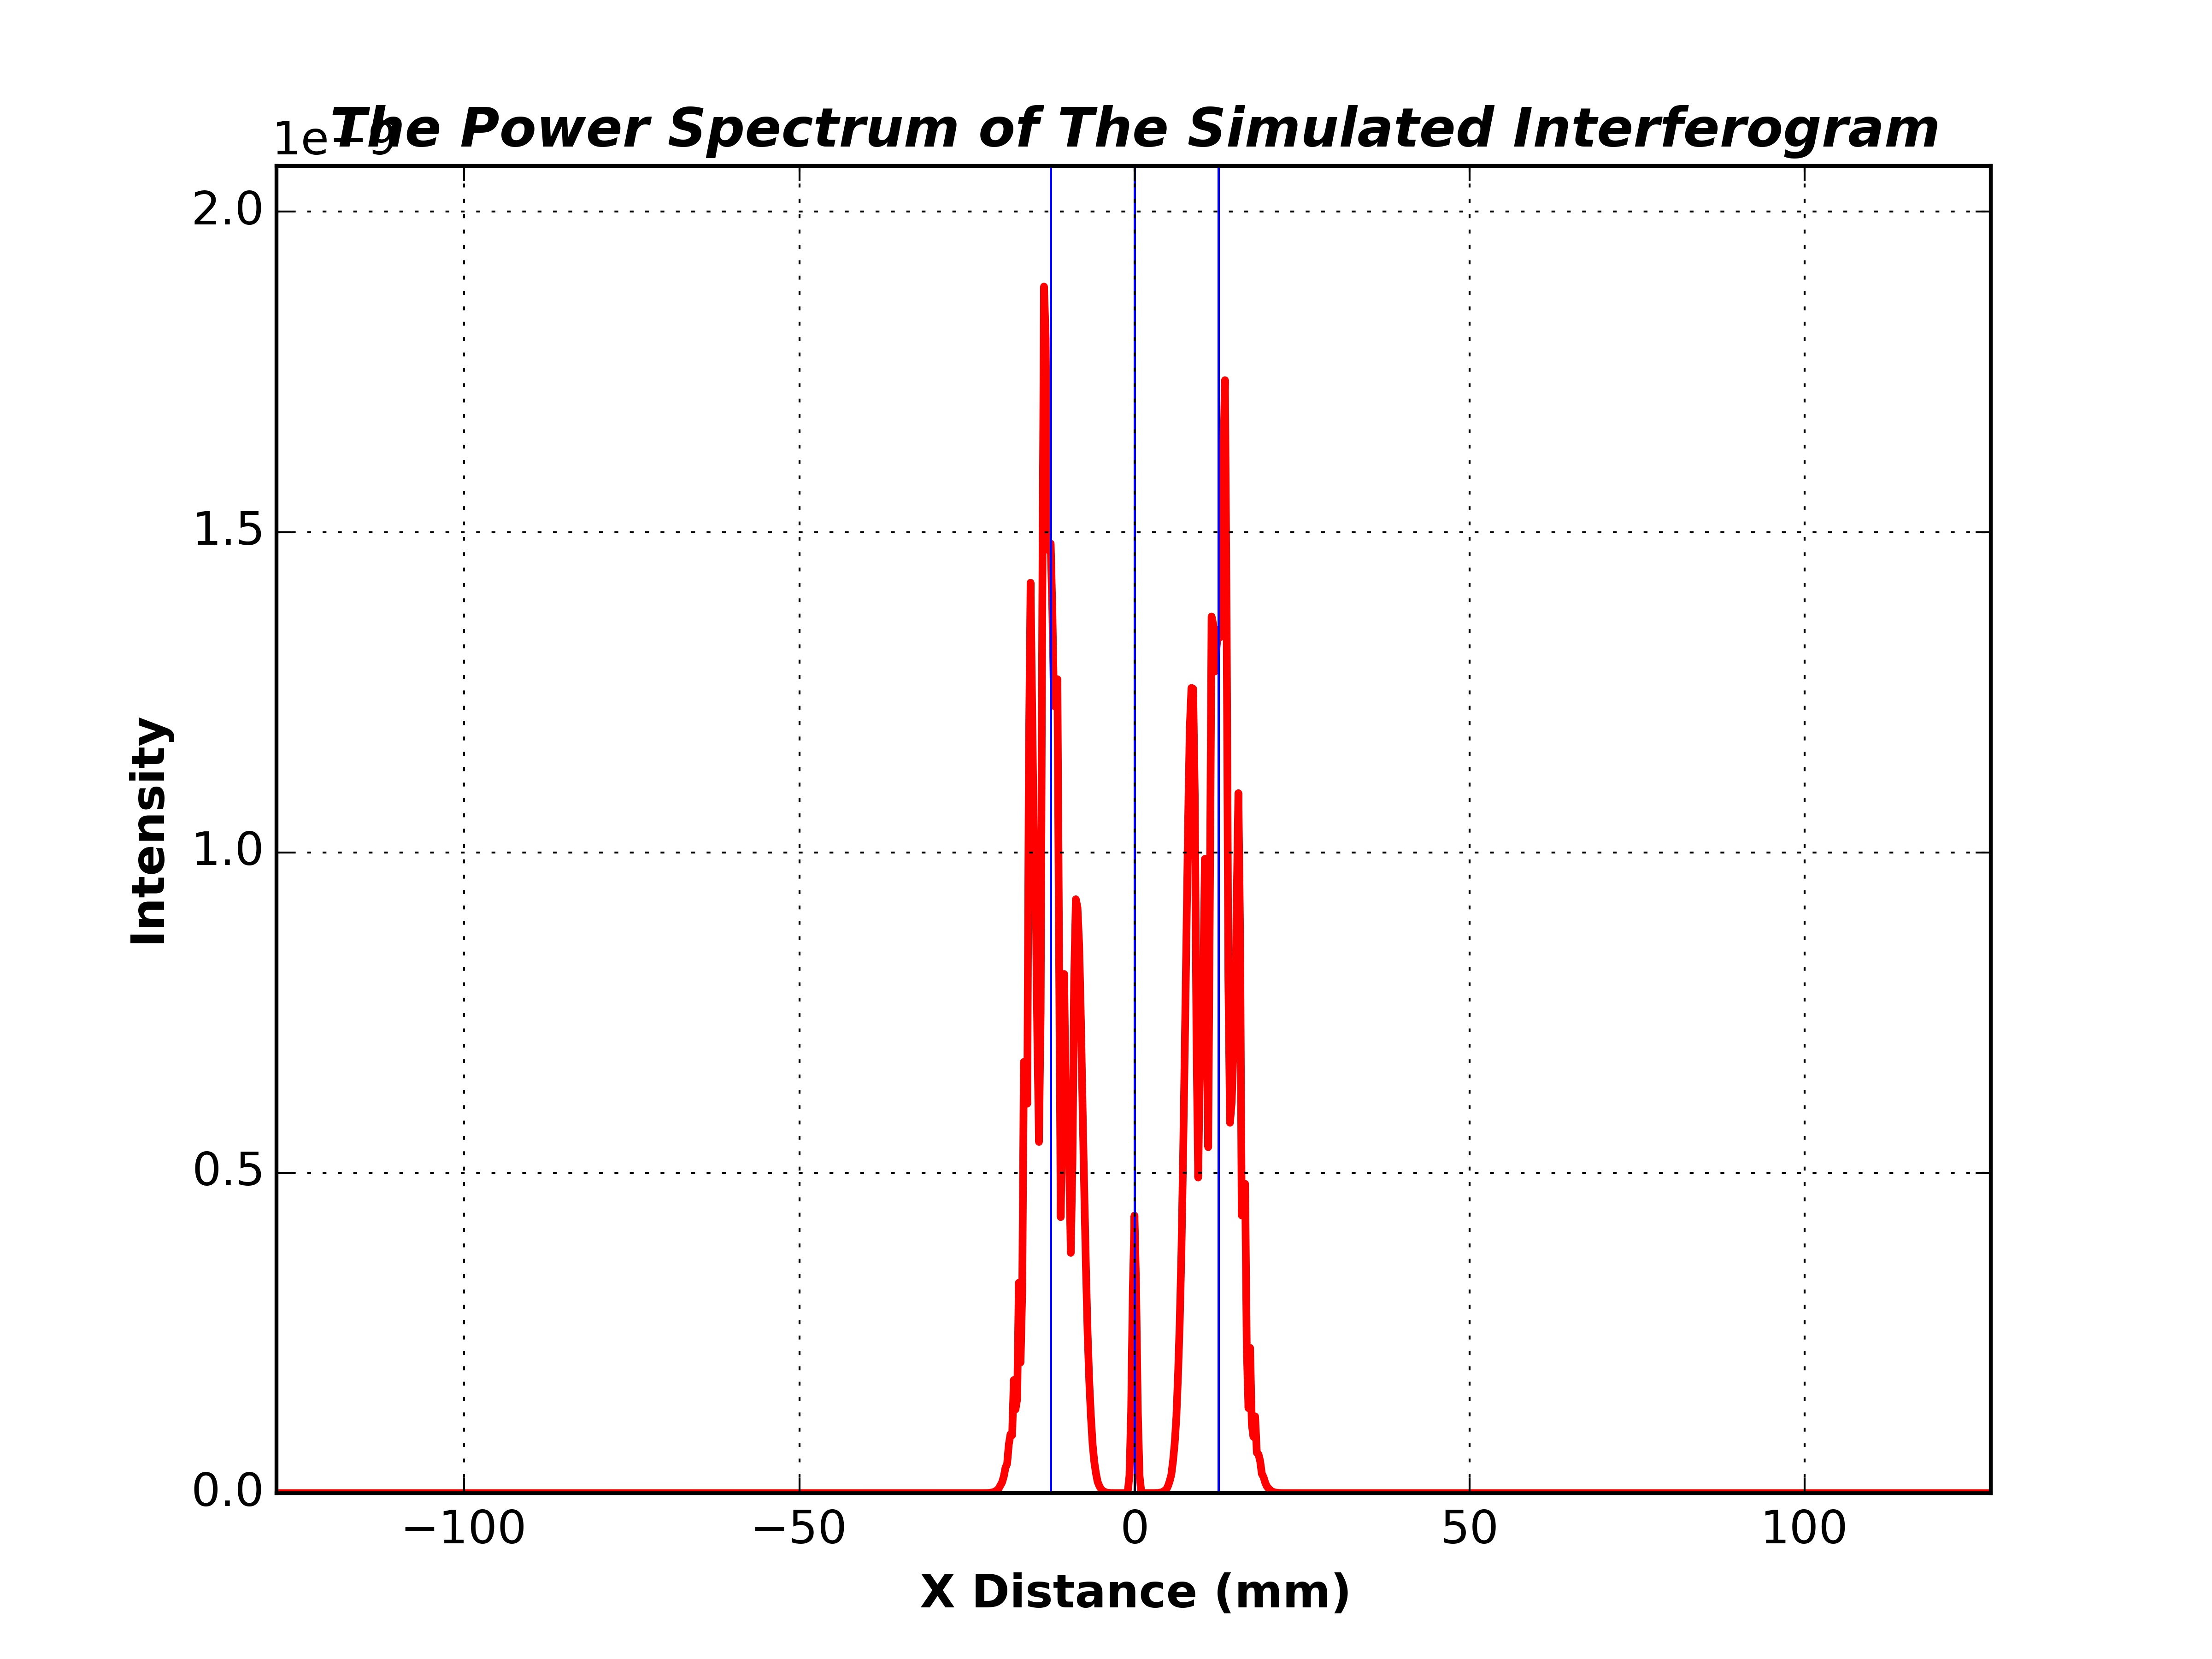 The Power Spectrum of The Simulated Interferogram
1e−9
2.0
1.5
1.0
0.5
0.0
Intensity
−100 −50 0 50 100
X Distance (mm)